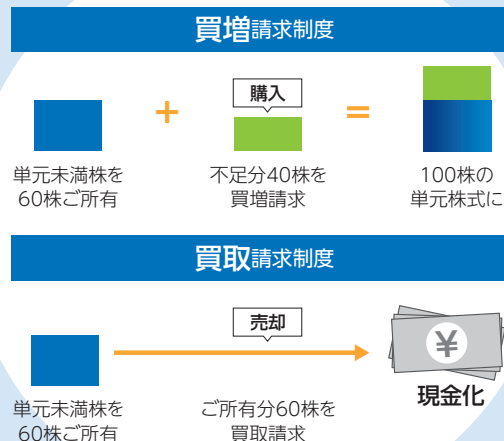 買増請求制度
+
購入
=
単元未満株を
60株ご所有
不足分40株を
買増請求
100株の
単元株式に
買取請求制度
売却
¥
現金化
単元未満株を
60株ご所有
ご所有分60株を
買取請求